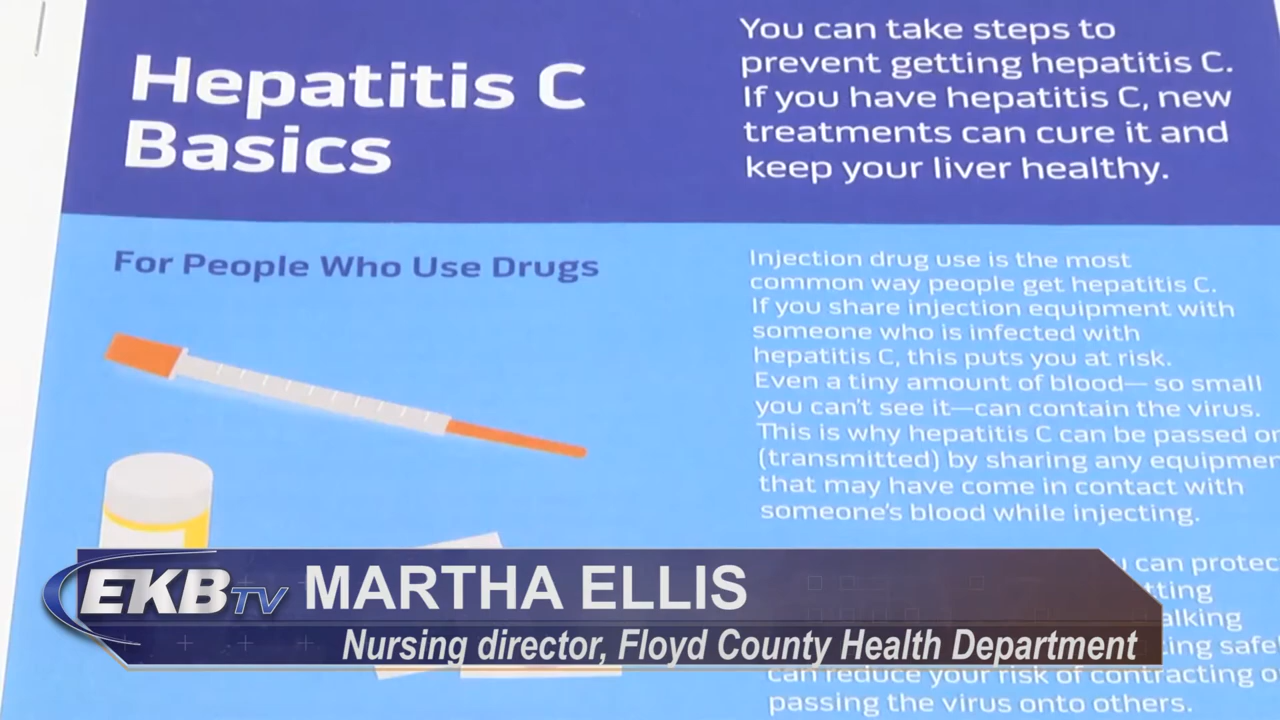 Hepatitis C
Basics
You can take steps to
prevent getting hepatitis C.
If you have hepatitis C, new
treatments can cure it and
keep your liver healthy.
For People Who Use Drugs
Injection drug use is the most
common way people get hepatitis C.
If you share injection equipment with
someone who is infected with
hepatitis C, this puts you at risk.
Even a tiny amount of blood— so small
you can't see it—can contain the virus.
This is why hepatitis C can be passed on
(transmitted) by sharing any equipmen
that may have come in contact with
someone's blood while injecting.
can protec
tting
alking
ing safe
can reduce your risk of contracting o
passing the virus onto others.
EKB TV
MARTHA ELLIS
Nursing director, Floyd County Health Department